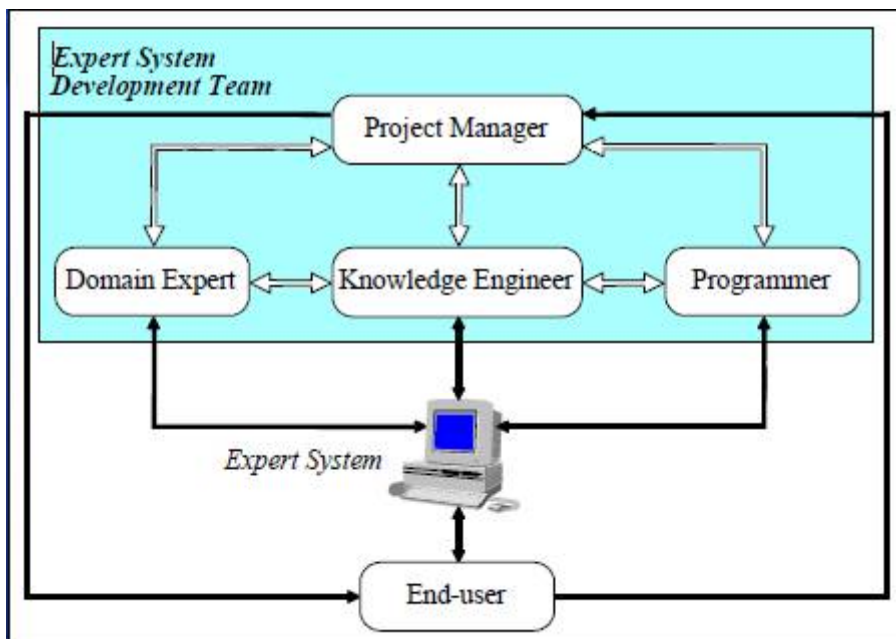 Expert System
Development Team
Project Manager
Domain Expert
Knowledge Engineer
Programmer
Expert System
End-user